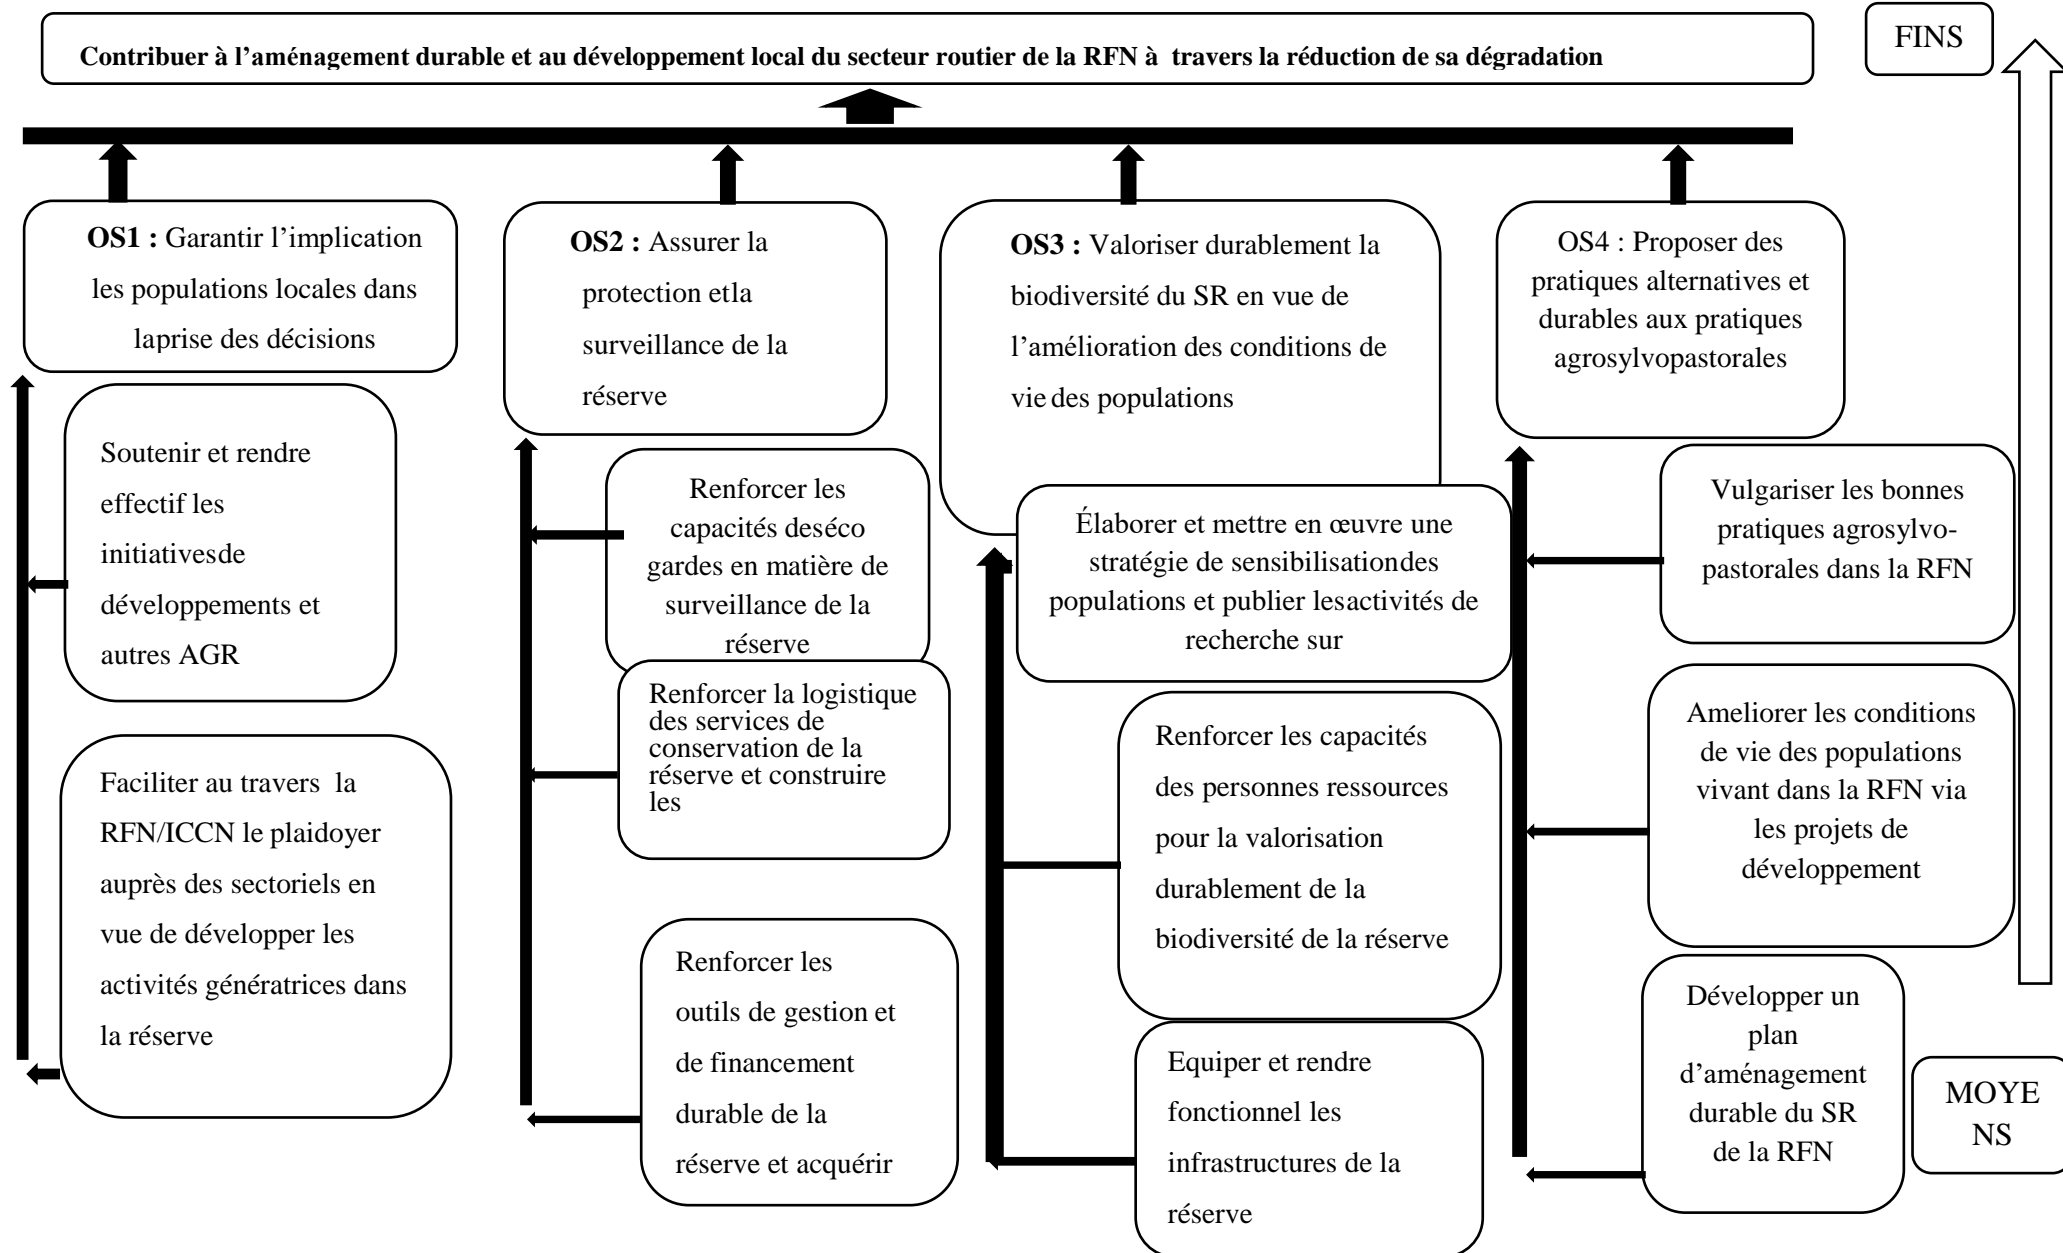 Contribuer à l’aménagement durable et au développement local du secteur routier de la RFN à travers la réduction de sa dégradation
FINS
OS1 : Garantir l’implication
les populations locales dans
laprise des décisions
Soutenir et rendre
effectif les
initiativesde
développements et
autres AGR
Faciliter au travers la
RFN/ICCN le plaidoyer
auprès des sectoriels en
vue de développer les
activités génératrices dans
la réserve
OS2 : Assurer la
protection etla
surveillance de la
réserve
Renforcer les
capacités deséco
gardes en matière de
surveillance de la
réserve
Renforcer la logistique
des services de
conservation de la
réserve et construire
les
Renforcer les
outils de gestion et
de financement
durable de la
réserve et acquérir
OS3 : Valoriser durablement la
biodiversité du SR en vue de
l’amélioration des conditions de
vie des populations
Élaborer et mettre en œuvre une
stratégie de sensibilisationdes
populations et publier lesactivités de
recherche sur
Renforcer les capacités
des personnes ressources
pour la valorisation
durablement de la
biodiversité de la réserve
Equiper et rendre
fonctionnel les
infrastructures de la
réserve
OS4 : Proposer des
pratiques alternatives et
durables aux pratiques
agrosylvopastorales
Vulgariser les bonnes
pratiques agrosylvo-
pastorales dans la RFN
Ameliorer les conditions
de vie des populations
vivant dans la RFN via
les projets de
développement
Développer un
plan
d’aménagement
durable du SR
de la RFN
MOYE
NS